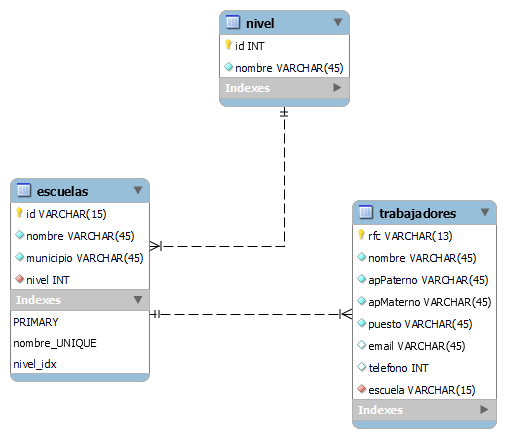 nivel
id INT
nombre VARCHAR(45)
Indexes
escuelas
id VARCHAR(15)
nombre VARCHAR(45)
municipio VARCHAR(45)
nivel INT
Indexes
PRIMARY
nombre_UNIQUE
nivel_idx
trabajadores
rfc VARCHAR(13)
nombre VARCHAR(45)
apPaterno VARCHAR(45)
apMaterno VARCHAR(45)
puesto VARCHAR(45)
email VARCHAR(45)
telefono INT
escuela VARCHAR(15)
Indexes